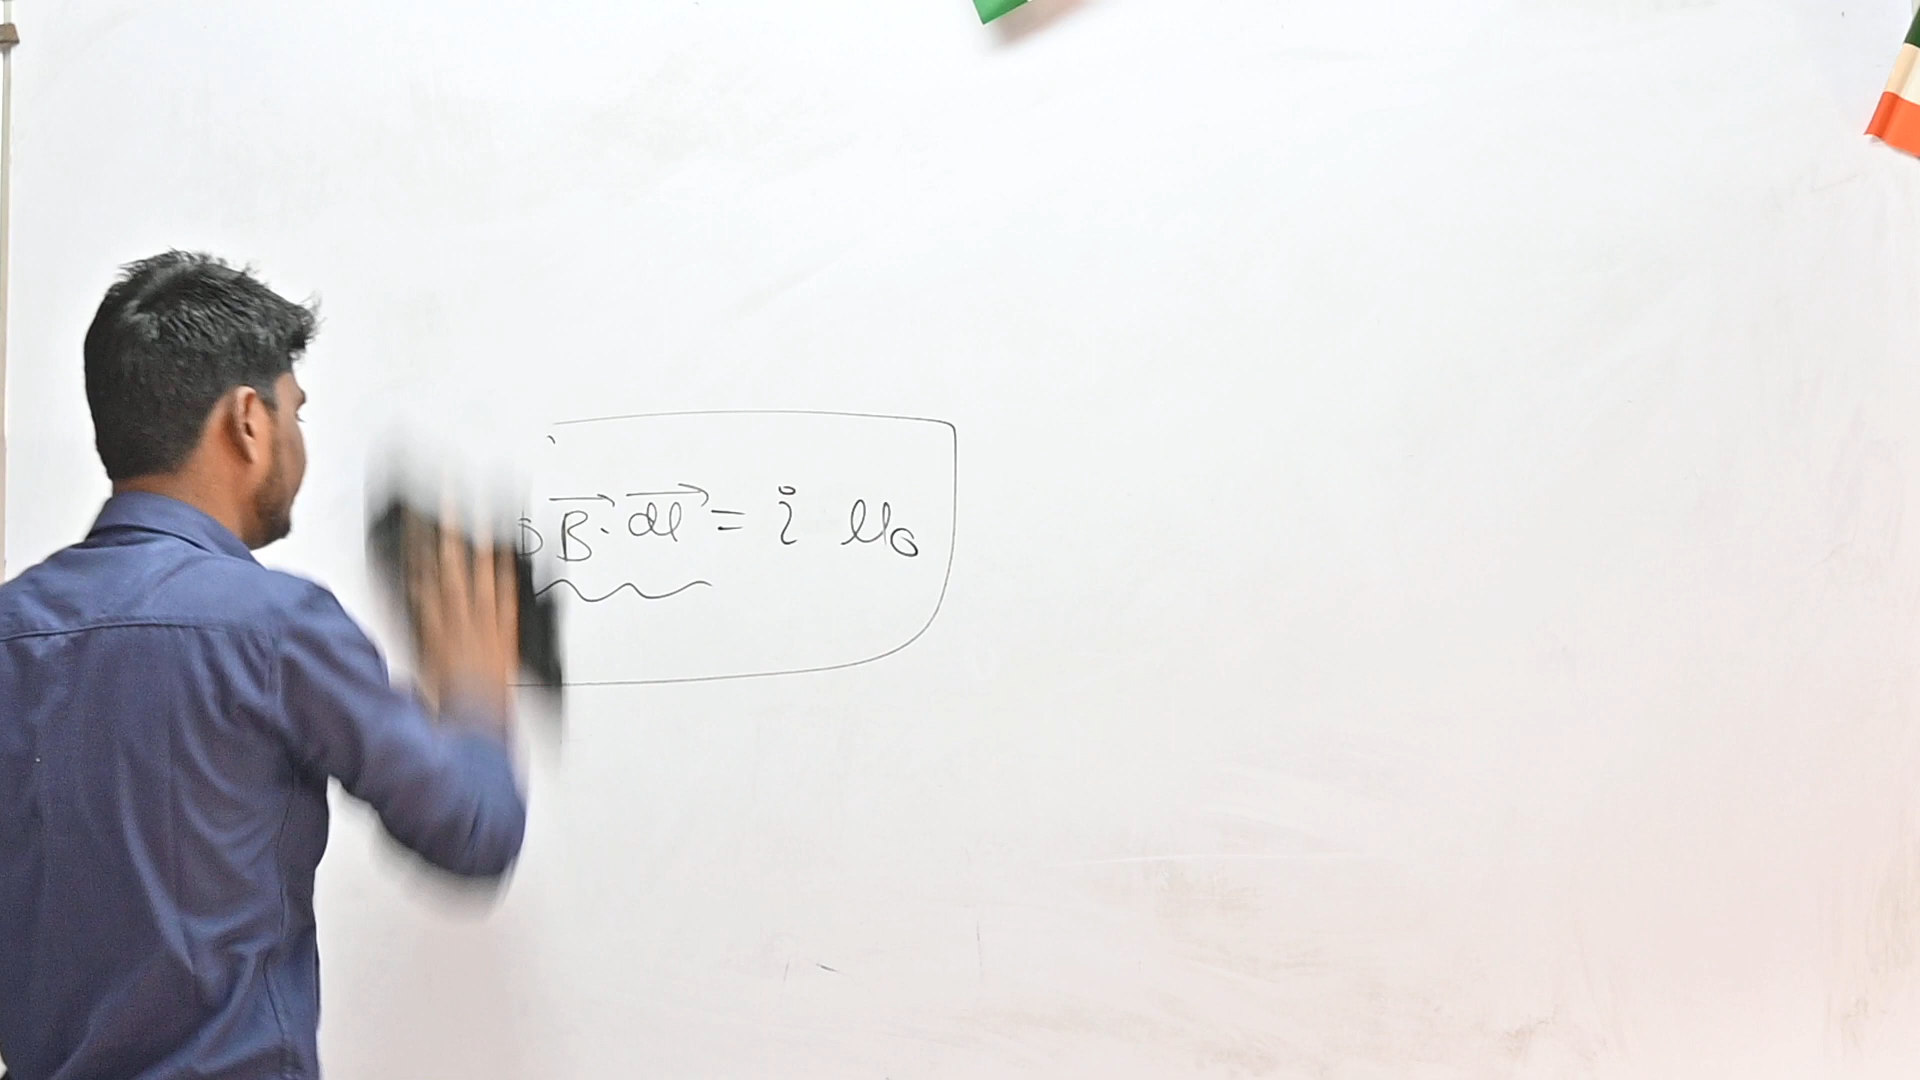 ∮ B⃗ · dl⃗ = i μ₀